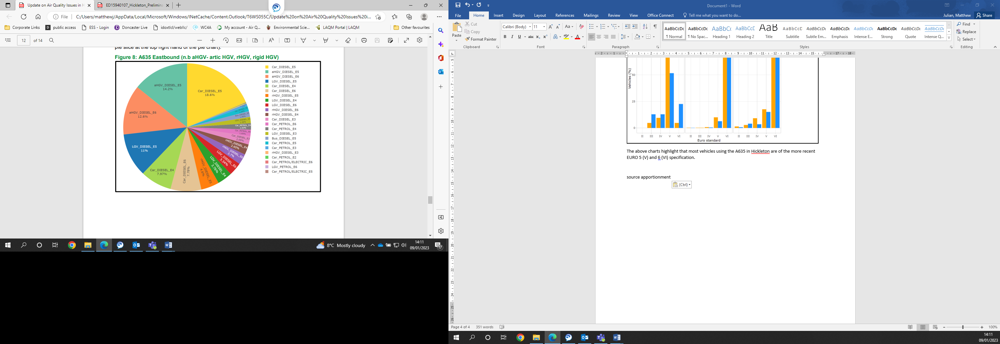 Update on Air Quality Issues in H
ED15940107_Hickleton_Prelimina
File
C:/Users/matthewj/AppData/Local/Microsoft/Windows/INetCache/Content.Outlook/T6WS055C/Update%20on%20Air%20Quality%20Issues%20i...
Corporate Links
public access
ESS - Login
Doncaster Live
idoxtlcl/webllc/
WC4A
My account - Air Q...
Environmental Scie...
LAQM Portal | LAQM
Other favourites
12 of 14
pie slice at the top right hand of the pie chart).
Figure 8: A635 Eastbound (n.b aHGV- artic HGV, rHGV, rigid HGV)
aHGV_DIESEL_E5
14.2%
Car_DIESEL_E5
18.6%
aHGV_DIESEL_E6
12.6%
LGV_DIESEL_E5
11%
Car_DIESEL_E4
7.97%
Car_DIESEL_E6
7.78%
rHGV_DIESEL_E5
4.6%
LGV_DIESEL_E4
3.76%
LGV_DIESEL_E6
3.34%
rHGV_DIESEL_E6
2.7%
rHGV_DIESEL_E4
2.65%
Car_DIESEL_E3
2.09%
Car_PETROL_E6
Car_PETROL_E4
1.63%
LGV_DIESEL_E3
Bus_DIESEL_E5
Car_DIESEL_E5
aHGV_DIESEL_E5
aHGV_DIESEL_E6
LGV_DIESEL_E5
Car_DIESEL_E4
Car_DIESEL_E6
rHGV_DIESEL_E5
LGV_DIESEL_E4
LGV_DIESEL_E6
rHGV_DIESEL_E6
rHGV_DIESEL_E4
Car_DIESEL_E3
Car_PETROL_E6
Car_PETROL_E4
LGV_DIESEL_E3
Bus_DIESEL_E5
Car_PETROL_E5
Car_PETROL_E3
rHGV_DIESEL_E3
Car_PETROL_E2
Car_PETROL/ELECTRIC_E6
LGV_PETROL_E6
Car_PETROL/ELECTRIC_E5
8°C Mostly cloudy
14:11
09/01/2023
17
Document1 - Word
File Home Insert Design Layout References Mailings Review View Office Connect Tell me what you want to do...
Julian, Matthew Share
Paste
Cut
Copy
Format Painter
Clipboard
Calibri (Body) 11
Font
Paragraph
AaBbCcDc AaBbCcDc AaBbCc AaBbCcE AaB AaBbCcD AaBbCcDc AaBbCcDc AaBbCcDc AaBbCcDc AaBbCcDc AaBbCcDc
¶ Normal ¶ No Spac... Heading 1 Heading 2 Title Subtitle Subtle Em... Emphasis Intense E... Strong Quote Intense Q...
Styles
Find
Replace
Select
Editing
Vehicles (%)
50
25
0
II III IV V VI II III IV V VI II III IV V VI
Euro standard
The above charts highlight that most vehicles using the A635 in Hickleton are of the more recent
EURO 5 (V) and 6 (VI) specification.
source apportionment
(Ctrl)
Page 4 of 4 351 words
100%
14:11
09/01/2023